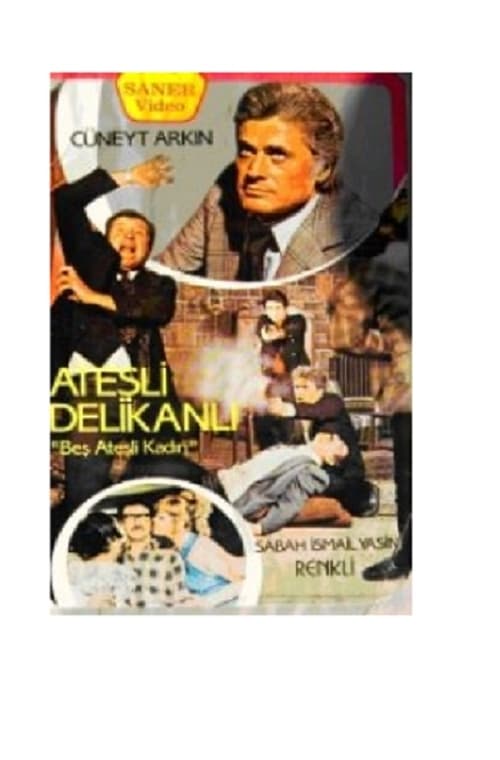 SANER
Video
CÜNEYT ARKIN
ATEŞLİ
DELİKANLI
"Beş Ateşli Kadın"
SABAH İSMAİL YASİN
RENKLİ